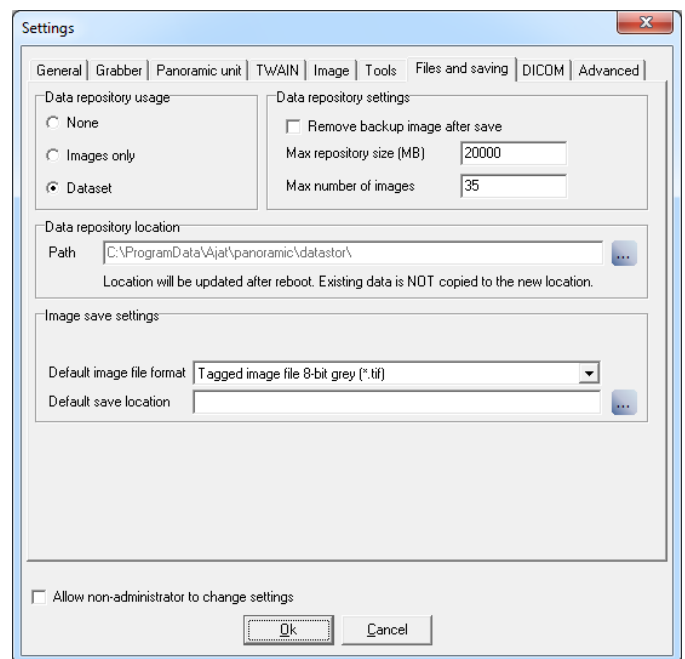 Settings
General Grabber Panoramic unit TWAIN Image Tools Files and saving DICOM Advanced
Data repository usage
None
Images only
Dataset
Data repository settings
Remove backup image after save
Max repository size (MB) 20000
Max number of images 35
Data repository location
Path C:\ProgramData\Ajat\panoramic\datastor\ ...
Location will be updated after reboot. Existing data is NOT copied to the new location.
Image save settings
Default image file format Tagged image file 8-bit grey (*.tif)
Default save location ...
Allow non-administrator to change settings
Ok Cancel